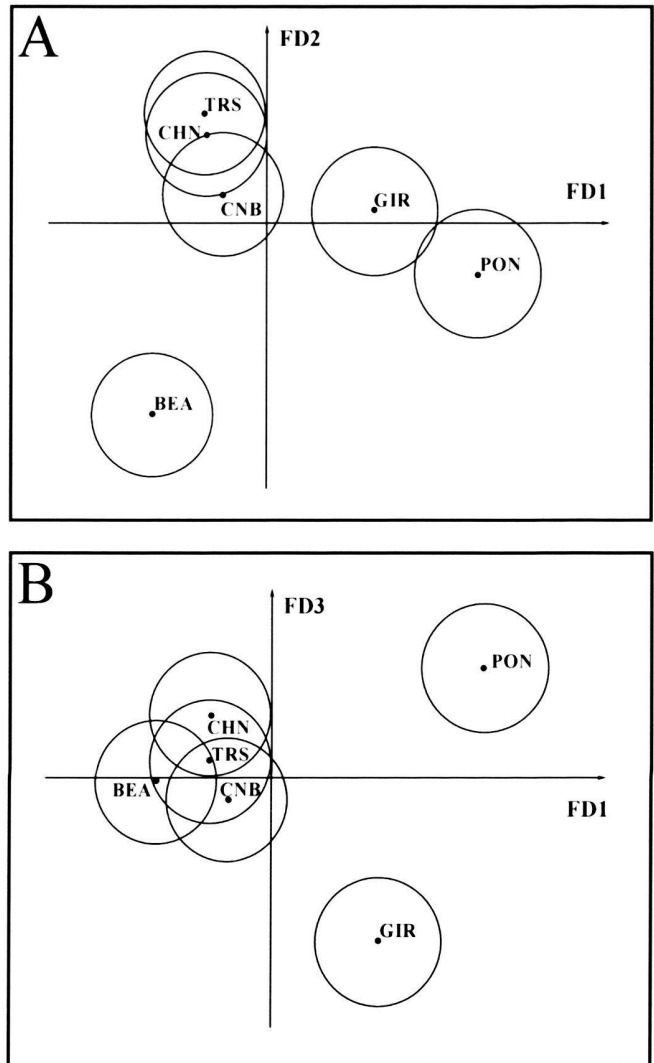 A
FD2
TRS
CHN
CNB
GIR
FD1
PON
BEA
B
FD3
PON
CHN
TRS
BEA
CNB
FD1
GIR